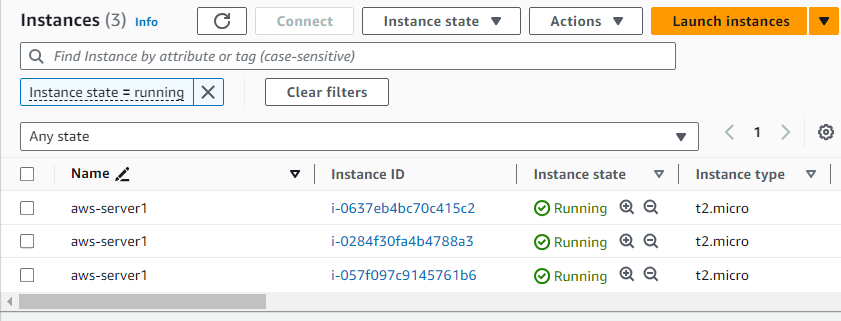 Instances (3) Info Connect Instance state Actions Launch instances
Find Instance by attribute or tag (case-sensitive)
Instance state = running Clear filters
Any state 1
Name Instance ID Instance state Instance type
aws-server1 i-0637eb4bc70c415c2 Running t2.micro
aws-server1 i-0284f30fa4b4788a3 Running t2.micro
aws-server1 i-057f097c9145761b6 Running t2.micro